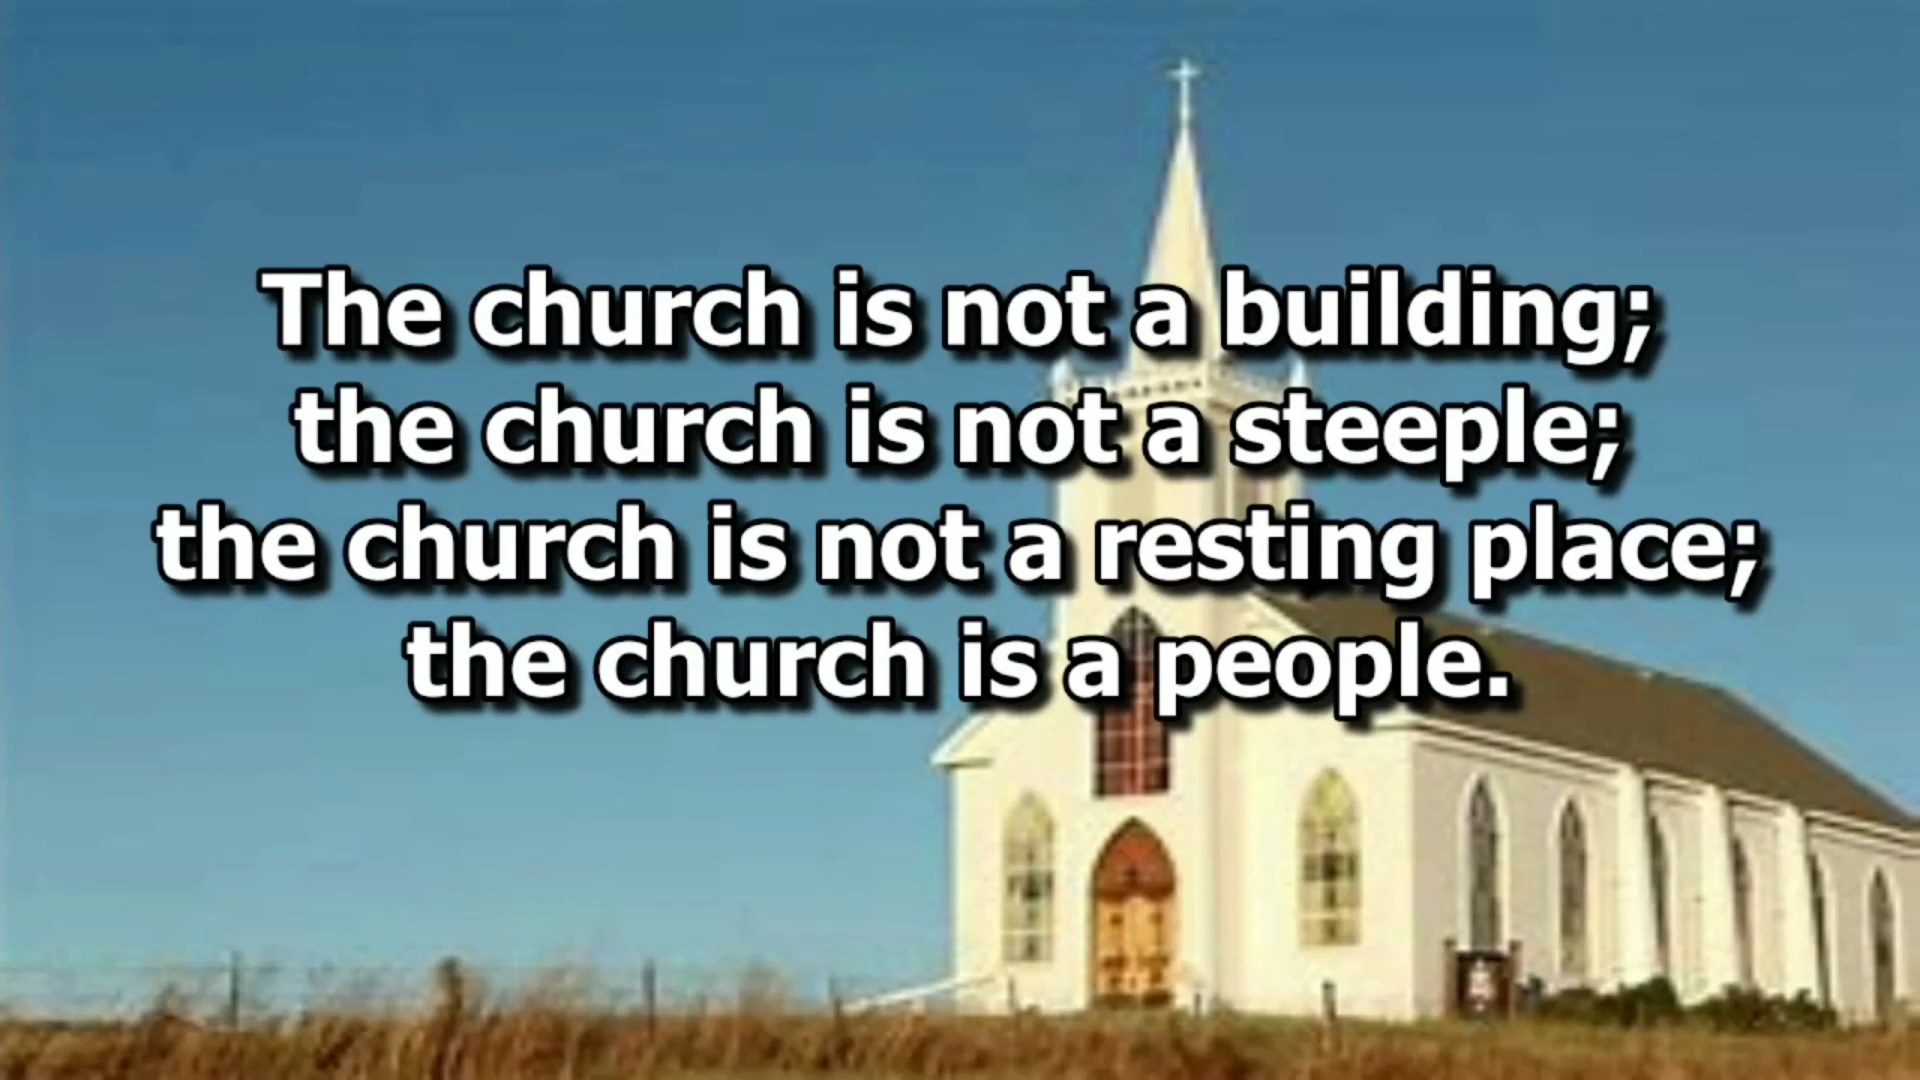 The church is not a building;
the church is not a steeple;
the church is not a resting place;
the church is a people.